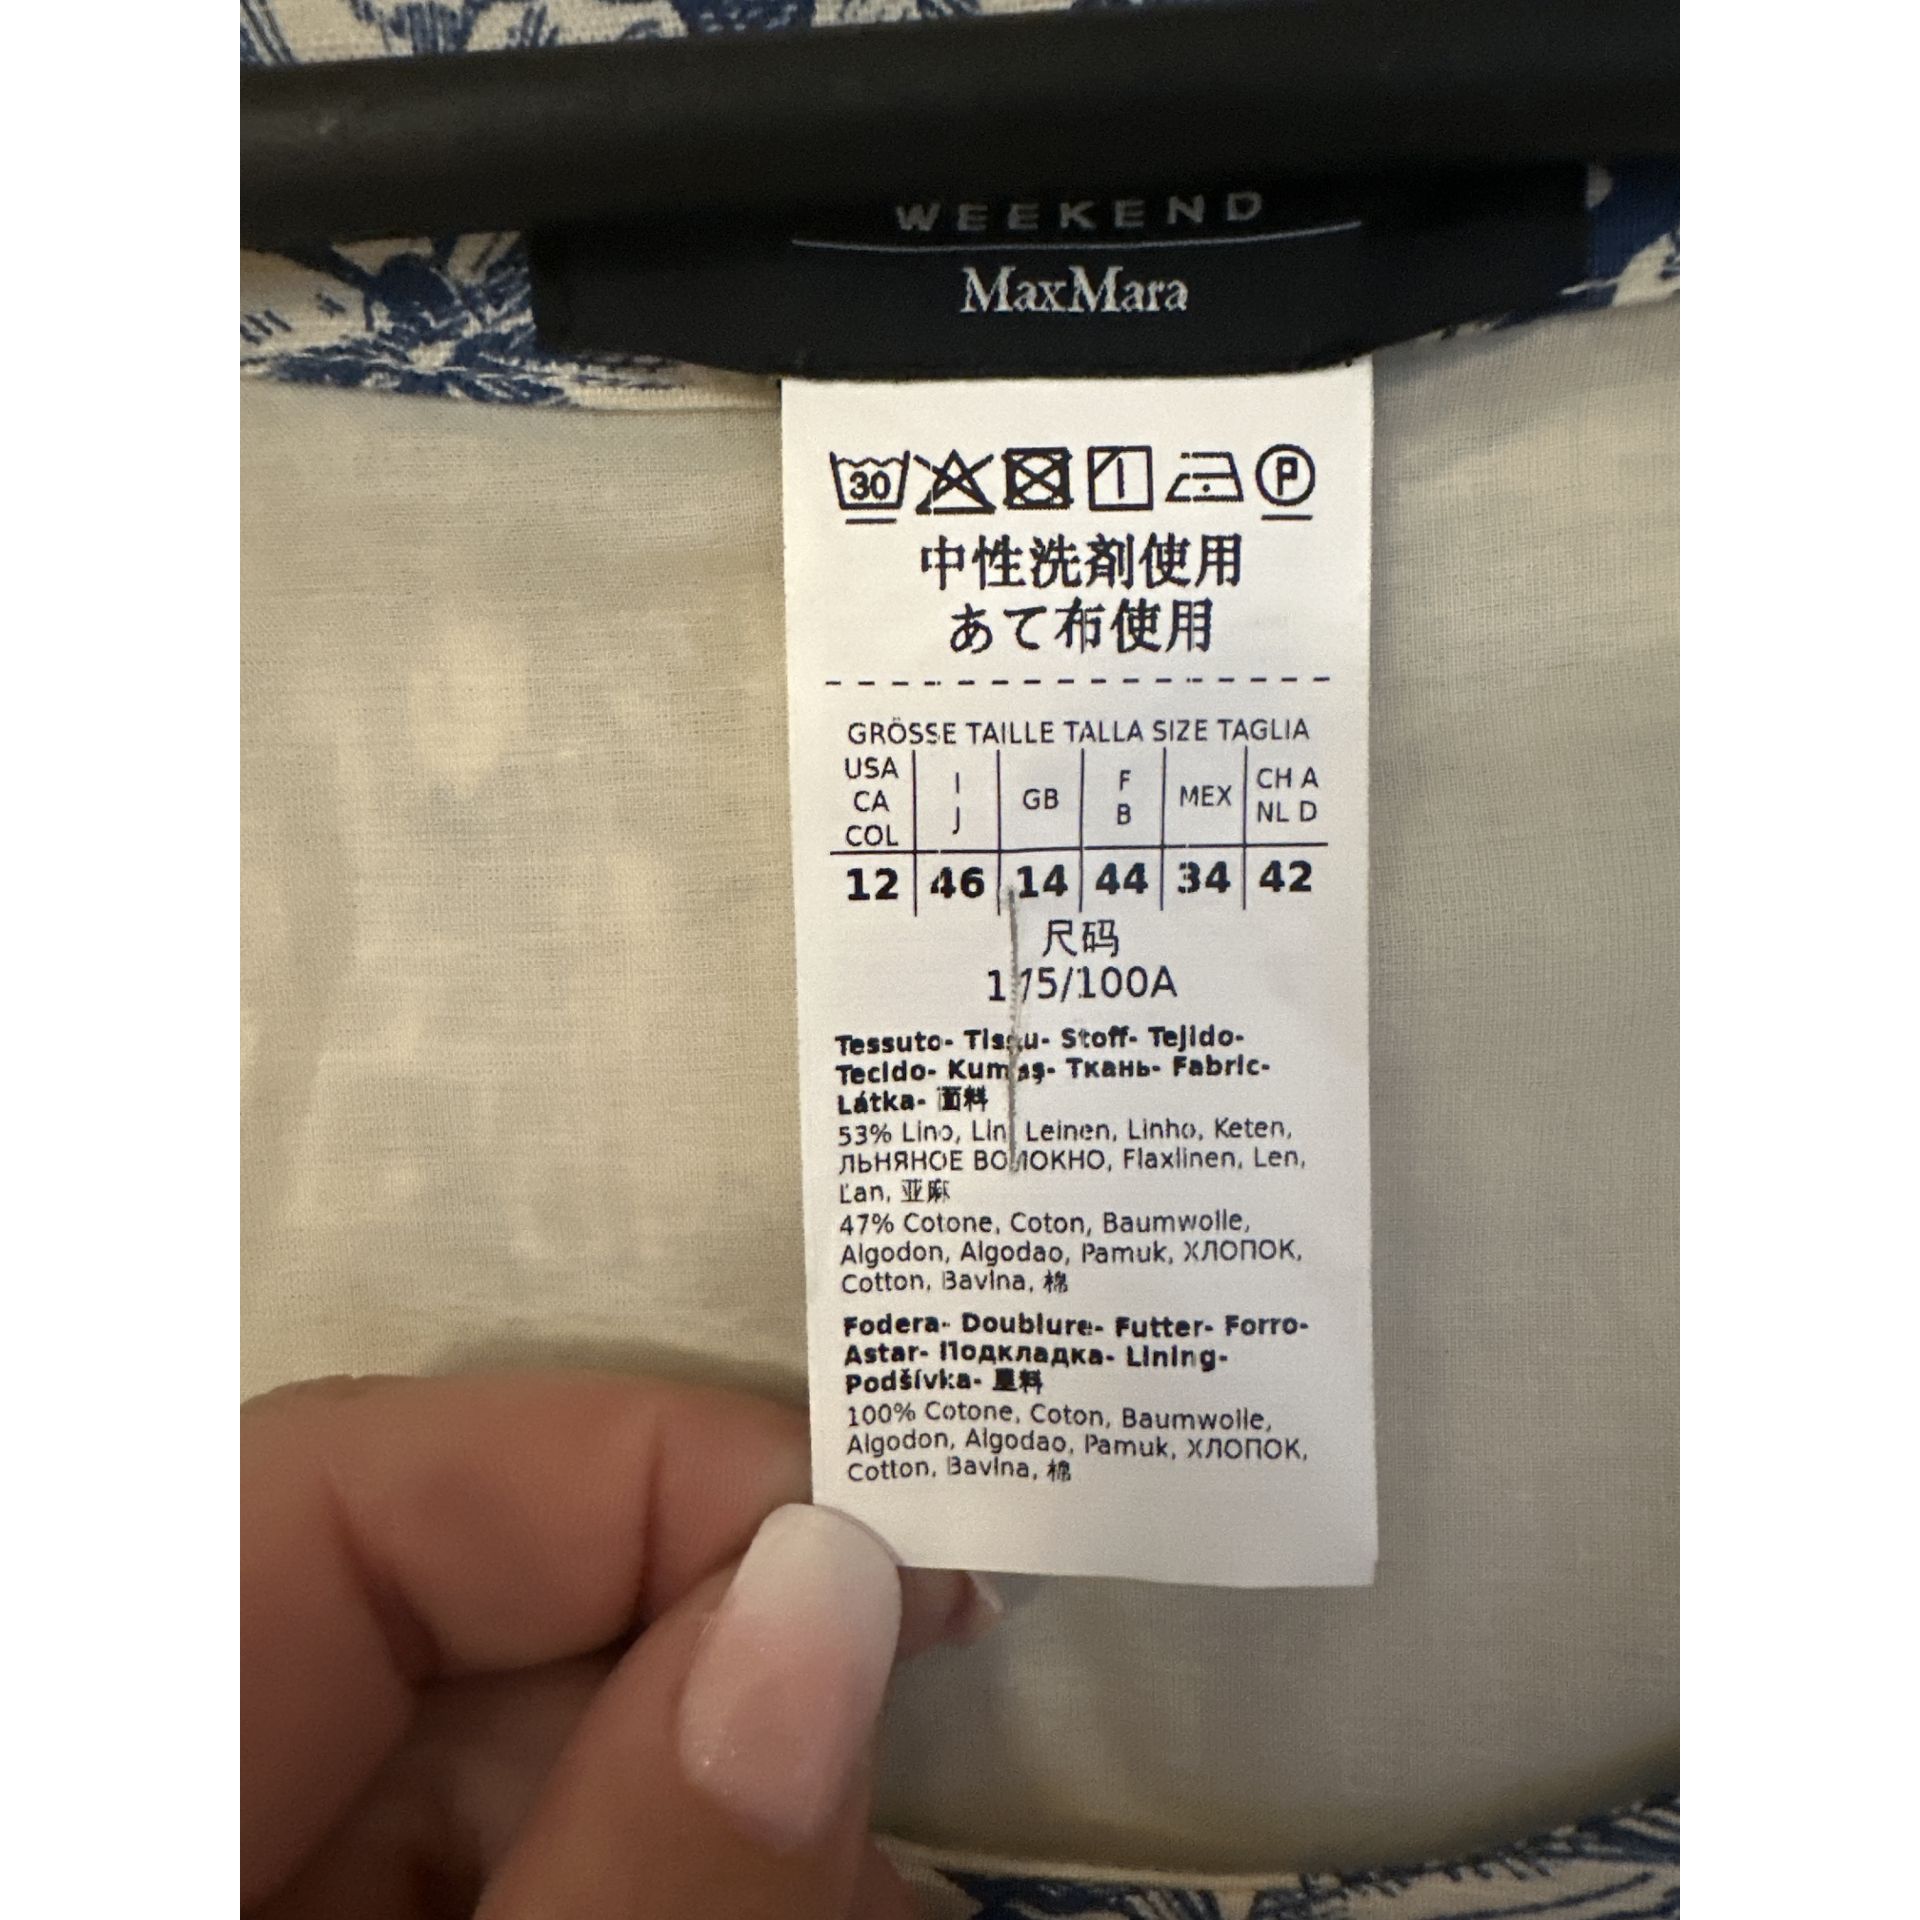 WEEKEND
MaxMara
30 P
中性洗剤使用
あて布使用
GRÖSSE TAILLE TALLA SIZE TAGLIA
USA CA COL I J GB F B MEX CH A NL D
12 46 14 44 34 42
尺码
175/100A
Tessuto- Tissu- Stoff- Tejido-
Tecido- Kumaş- Ткань- Fabric-
Látka- 面料
53% Lino, Lin, Leinen, Linho, Keten,
ЛЬНЯНОЕ ВОЛОКНО, Flaxlinen, Len,
Ľan, 亚麻
47% Cotone, Coton, Baumwolle,
Algodon, Algodao, Pamuk, ХЛОПОК,
Cotton, Bavlna, 棉
Fodera- Doublure- Futter- Forro-
Astar- Подкладка- Lining-
Podšívka- 里料
100% Cotone, Coton, Baumwolle,
Algodon, Algodao, Pamuk, ХЛОПОК,
Cotton, Bavlna, 棉